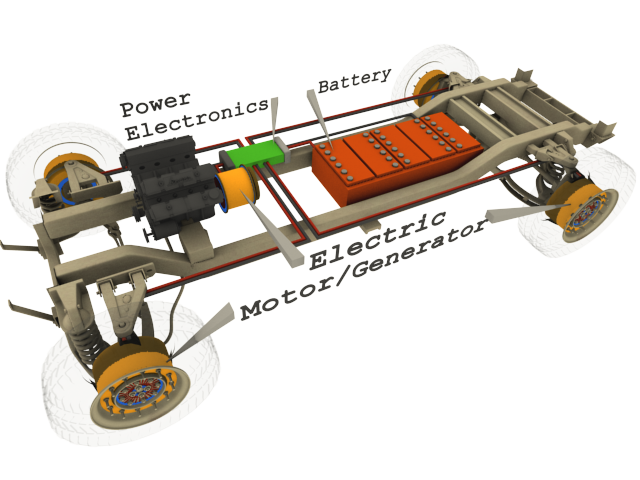 Power
Electronics
Battery
Electric
Motor/Generator